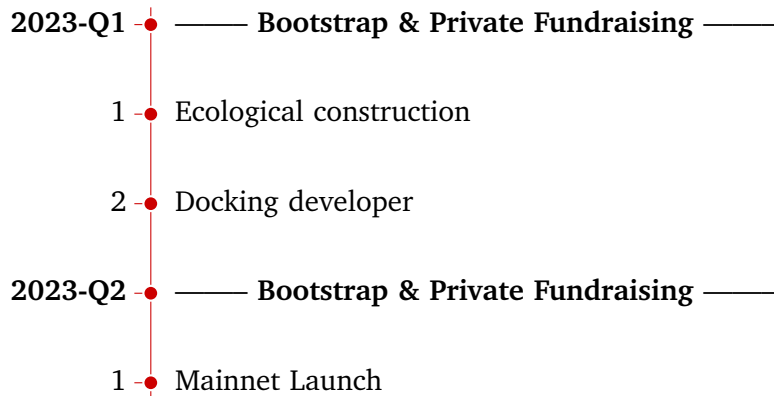 2023-Q1 Bootstrap & Private Fundraising
1 Ecological construction
2 Docking developer
2023-Q2 Bootstrap & Private Fundraising
1 Mainnet Launch